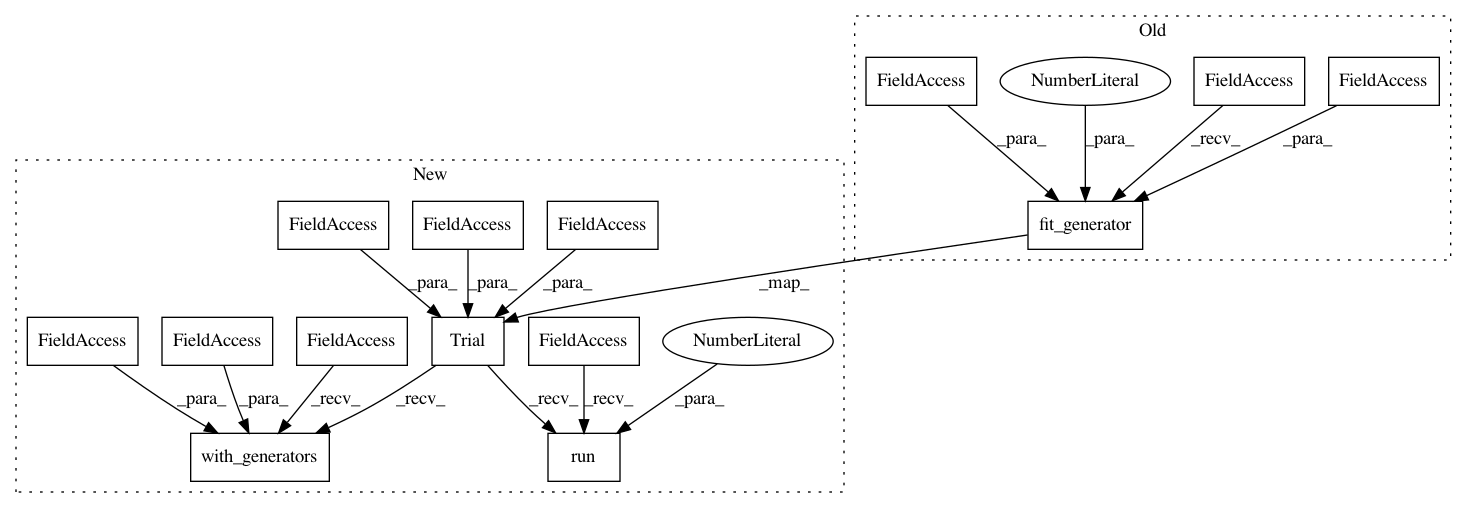 Old
FieldAccess NumberLiteral FieldAccess FieldAccess
_para_ _para_ _recv_ _para_
New
FieldAccess FieldAccess FieldAccess fit_generator
_para_ _para_ _para_ _map_
FieldAccess FieldAccess FieldAccess Trial FieldAccess NumberLiteral
_para_ _para_ _recv_ _recv_ _recv_ _recv_ _para_
with_generators run